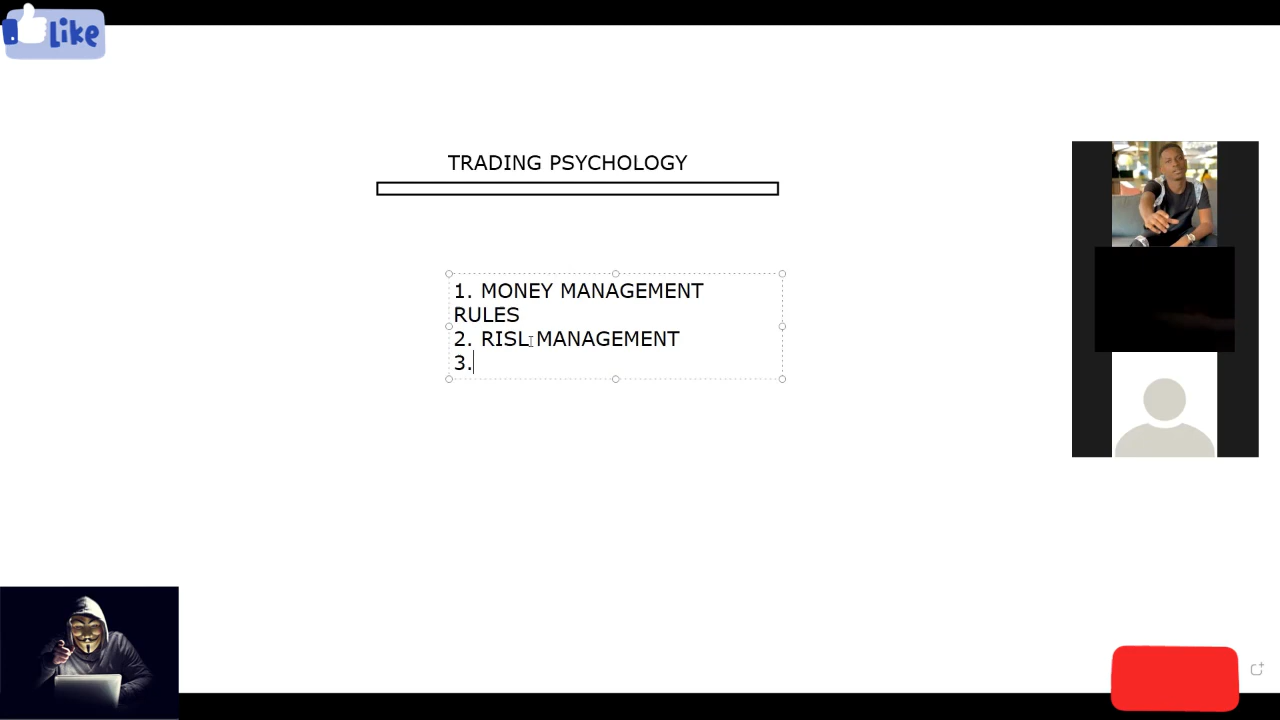 Like
TRADING PSYCHOLOGY
1. MONEY MANAGEMENT
RULES
2. RISL MANAGEMENT
3.